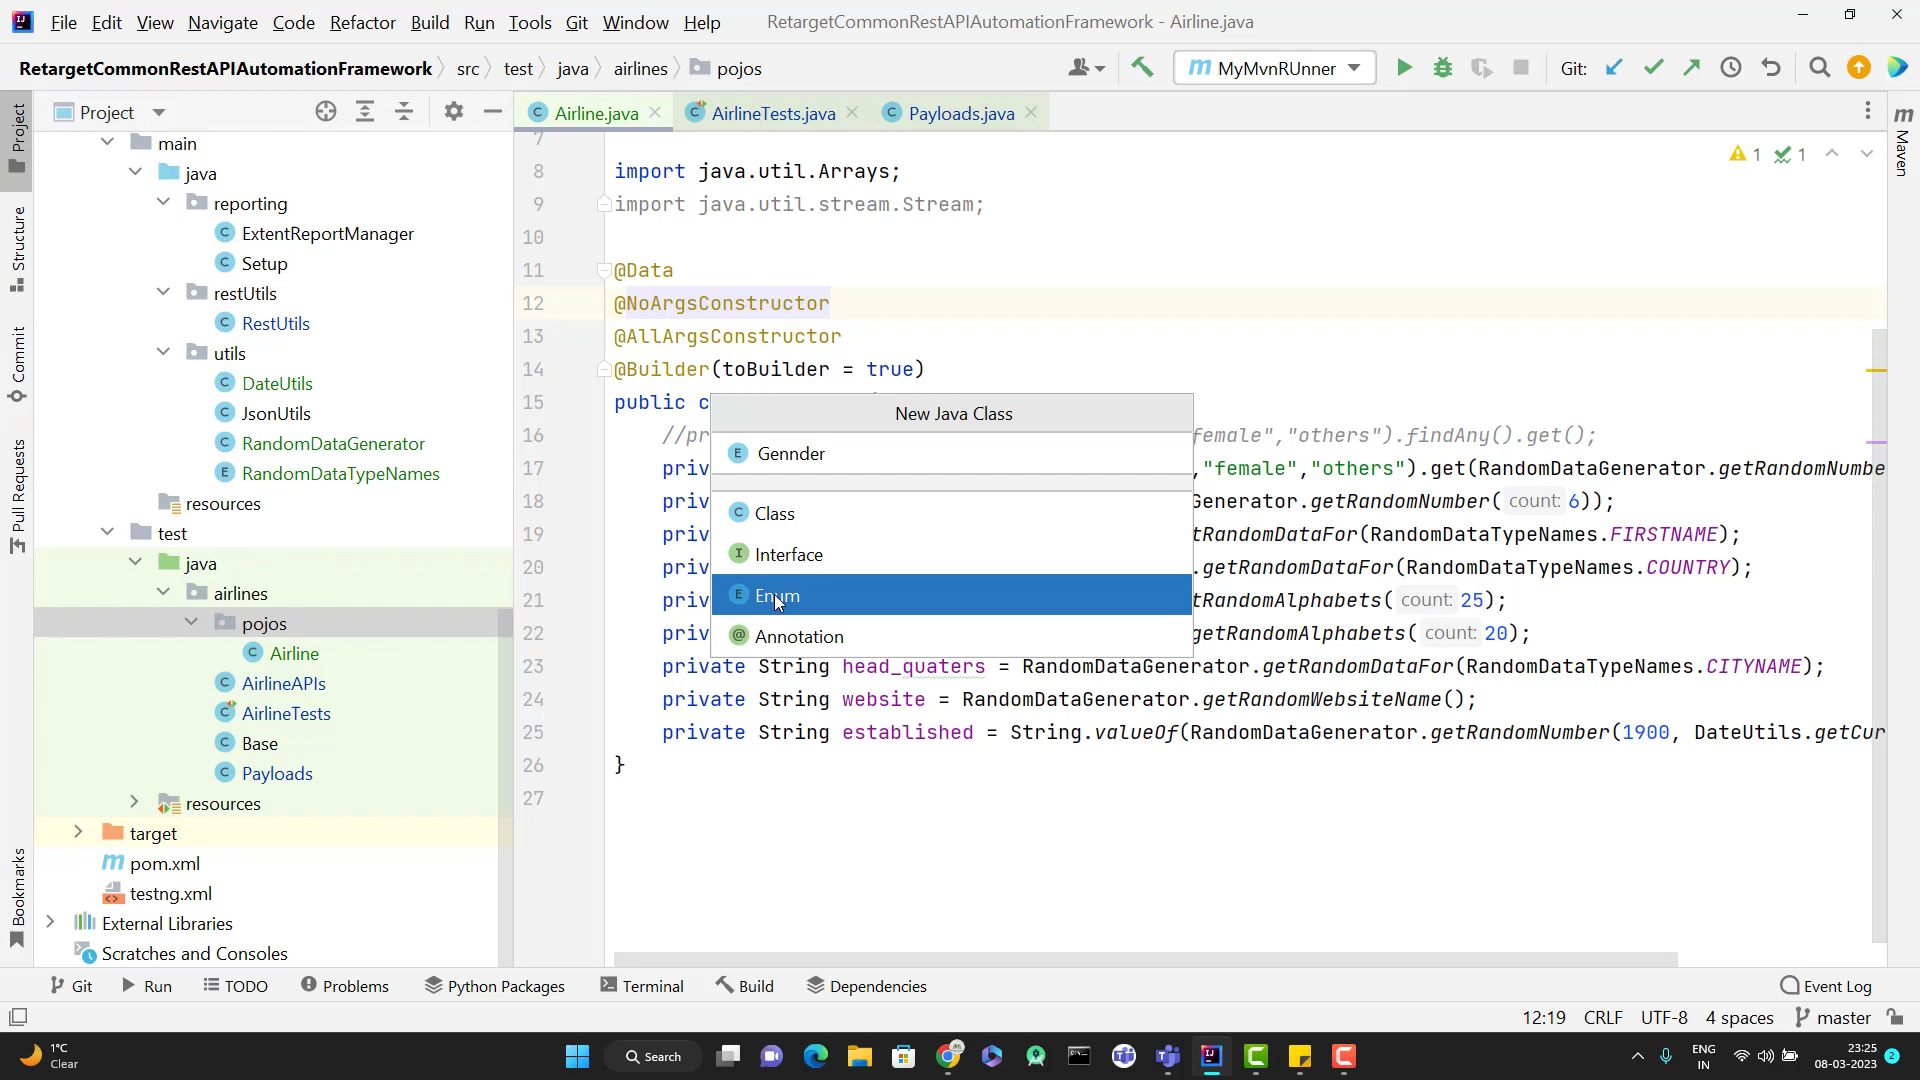 File Edit View Navigate Code Refactor Build Run Tools Git Window Help RetargetCommonRestAPIAutomationFramework - Airline.java
RetargetCommonRestAPIAutomationFramework src test java airlines pojos MyMvnRUnner Git:
Project
Airline.java AirlineTests.java Payloads.java
main
java
reporting
ExtentReportManager
Setup
restUtils
RestUtils
utils
DateUtils
JsonUtils
RandomDataGenerator
RandomDataTypeNames
resources
test
java
airlines
pojos
Airline
AirlineAPIs
AirlineTests
Base
Payloads
resources
target
pom.xml
testng.xml
External Libraries
Scratches and Consoles
Project
Structure
Commit
Pull Requests
Bookmarks
Maven
1 1
7
8 import java.util.Arrays;
9 import java.util.stream.Stream;
10
11 @Data
12 @NoArgsConstructor
13 @AllArgsConstructor
14 @Builder(toBuilder = true)
15 public c
16 //pr female","others").findAny().get();
17 priv ,"female","others").get(RandomDataGenerator.getRandomNumbe
18 priv Generator.getRandomNumber( count: 6));
19 priv tRandomDataFor(RandomDataTypeNames.FIRSTNAME);
20 priv .getRandomDataFor(RandomDataTypeNames.COUNTRY);
21 priv tRandomAlphabets( count: 25);
22 priv getRandomAlphabets( count: 20);
23 private String head_quaters = RandomDataGenerator.getRandomDataFor(RandomDataTypeNames.CITYNAME);
24 private String website = RandomDataGenerator.getRandomWebsiteName();
25 private String established = String.valueOf(RandomDataGenerator.getRandomNumber(1900, DateUtils.getCur
26 }
27
New Java Class
Gennder
Class
Interface
Enum
Annotation
Git Run TODO Problems Python Packages Terminal Build Dependencies Event Log
12:19 CRLF UTF-8 4 spaces master
1°C
Clear
Search
ENG
IN
23:25
08-03-2023
2